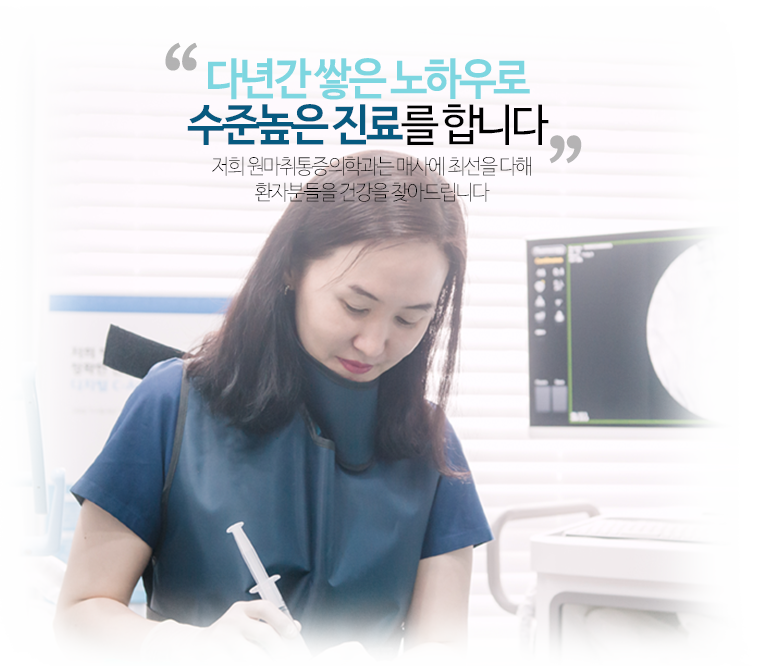 “ 다년간 쌓은 노하우로
수준높은 진료를 합니다 ”
저희 원마취통증의학과는 매사에 최선을 다해
환자분들을 건강을 찾아드립니다
저희